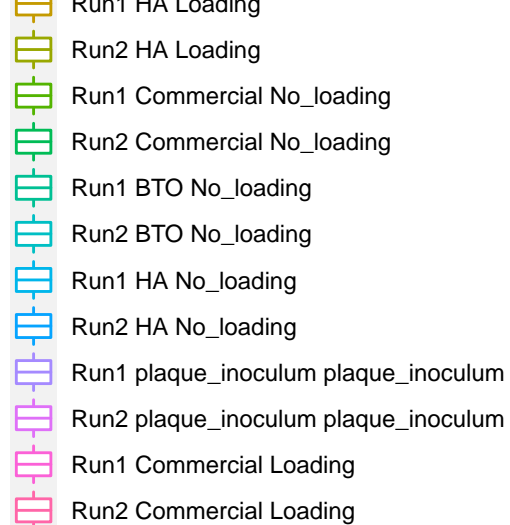 Run1 HA Loading
Run2 HA Loading
Run1 Commercial No_loading
Run2 Commercial No_loading
Run1 BTO No_loading
Run2 BTO No_loading
Run1 HA No_loading
Run2 HA No_loading
Run1 plaque_inoculum plaque_inoculum
Run2 plaque_inoculum plaque_inoculum
Run1 Commercial Loading
Run2 Commercial Loading